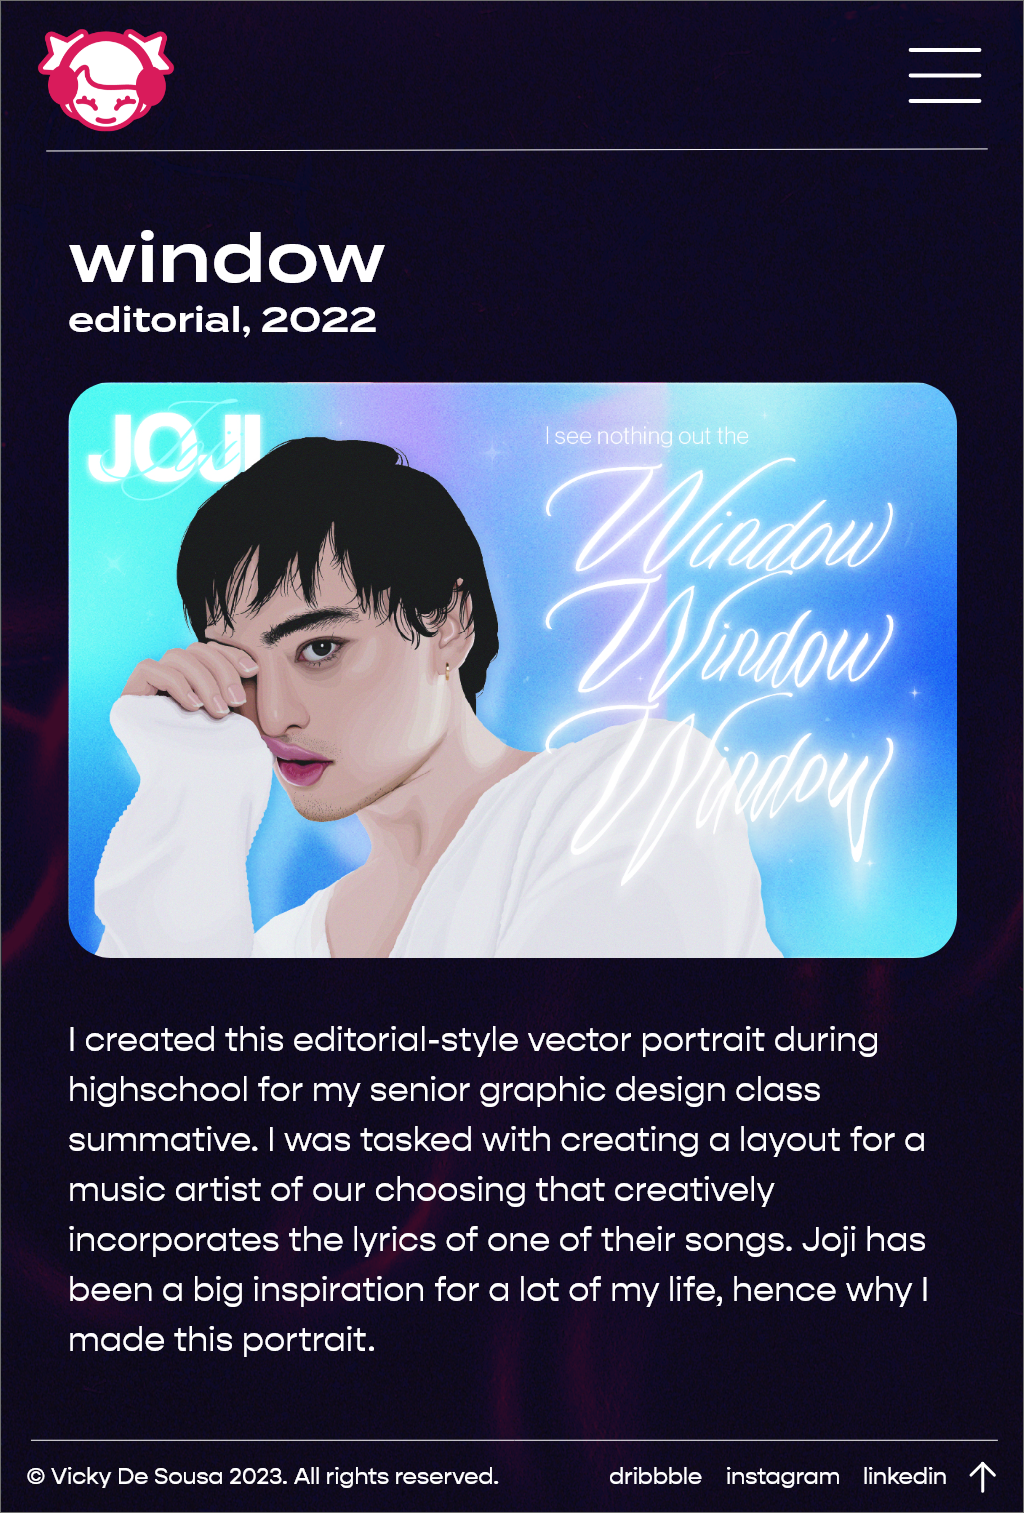 window
editorial, 2022
JOJI
Joji
I see nothing out the
Window
Window
Window
I created this editorial-style vector portrait during
highschool for my senior graphic design class
summative. I was tasked with creating a layout for a
music artist of our choosing that creatively
incorporates the lyrics of one of their songs. Joji has
been a big inspiration for a lot of my life, hence why I
made this portrait.
© Vicky De Sousa 2023. All rights reserved.
dribbble instagram linkedin